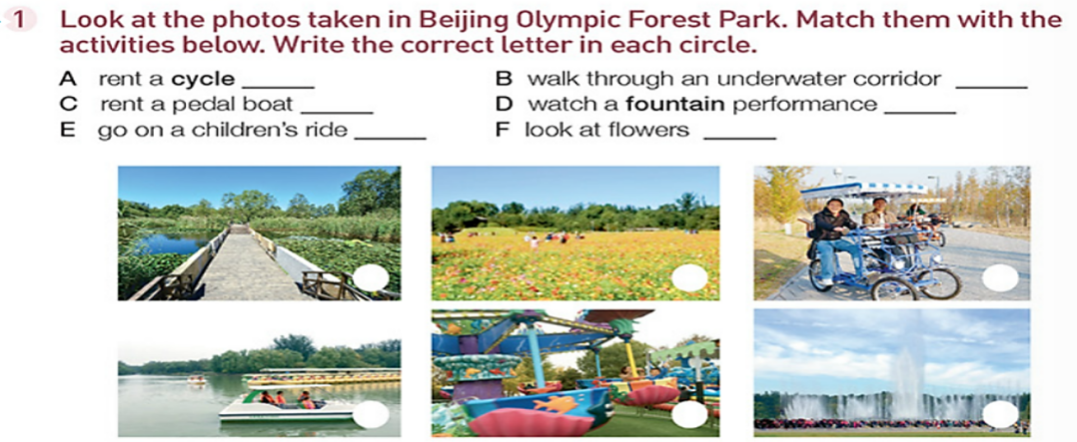 1 Look at the photos taken in Beijing Olympic Forest Park. Match them with the
activities below. Write the correct letter in each circle.
A rent a cycle ______ B walk through an underwater corridor ______
C rent a pedal boat ______ D watch a fountain performance ______
E go on a children's ride ______ F look at flowers ______